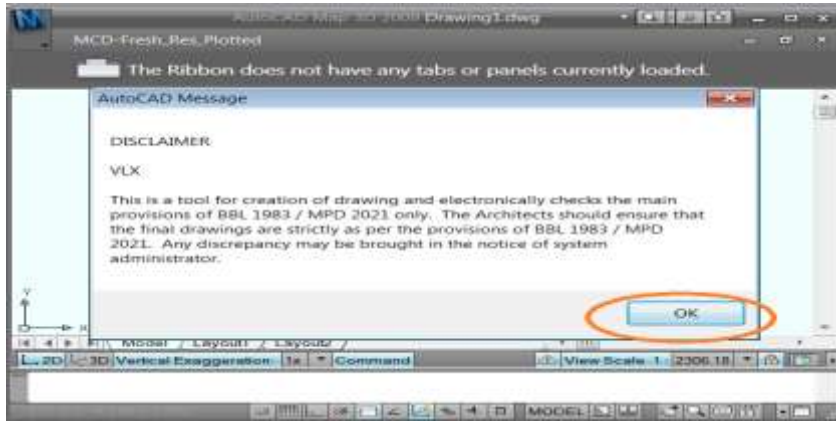 AutoCAD Map 3D 2009 Drawing1.dwg
MCD-Fresh_Res_Plotted
The Ribbon does not have any tabs or panels currently loaded.
AutoCAD Message
DISCLAIMER
VLX
This is a tool for creation of drawing and electronically checks the main
provisions of BBL 1983 / MPD 2021 only. The Architects should ensure that
the final drawings are strictly as per the provisions of BBL 1983 / MPD
2021. Any discrepancy may be brought in the notice of system
administrator.
OK
Y
Model / Layout1 / Layout2 /
2D 3D Vertical Exaggeration 1x Command View Scale 1: 2306.18
MODEL